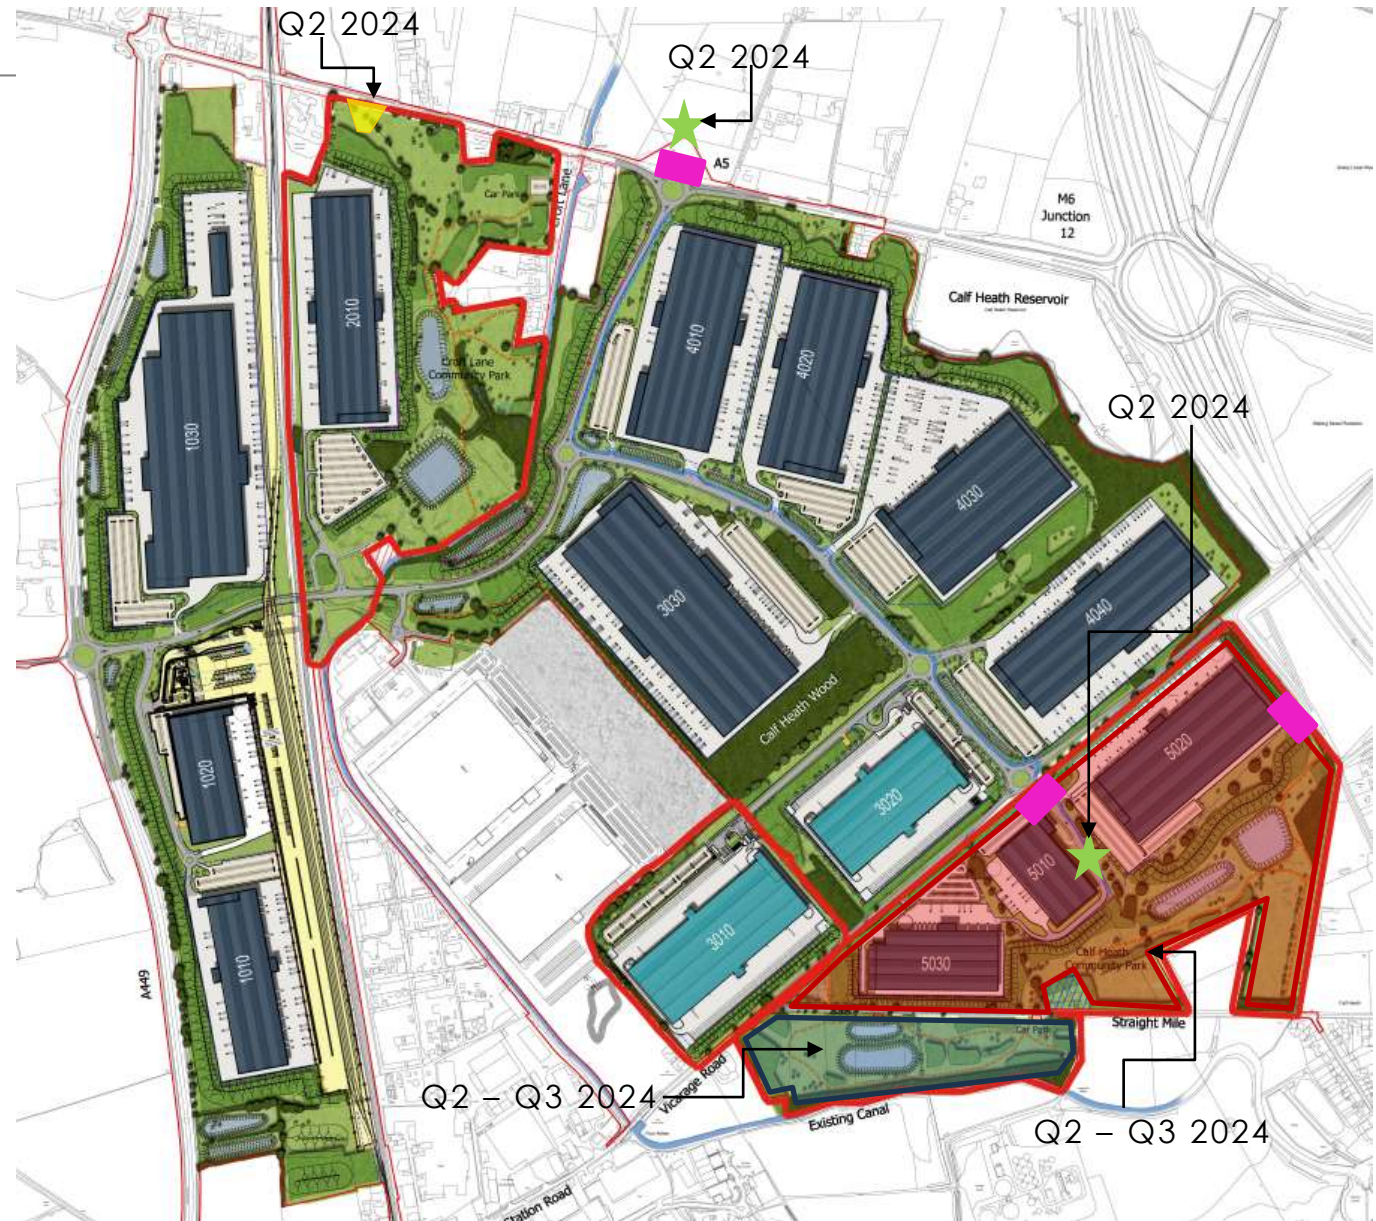 Q2 2024
Q2 2024
A5
M6
Junction
12
Car Park
Croft Lane
Calf Heath Reservoir
2010
4010
4020
Croft Lane
Community Park
Q2 2024
1030
4030
3030
4040
Calf Heath Wood
5020
1020
3020
5010
3010
5030
Calf Heath
Community Park
1010
A449
Car Park
Straight Mile
Q2 – Q3 2024
Vicarage Road
Existing Canal
Q2 – Q3 2024
Station Road